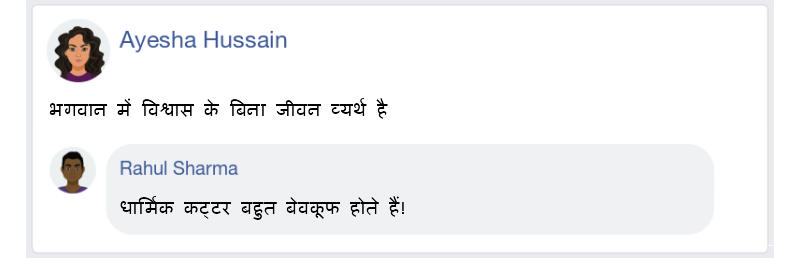 Ayesha Hussain
भगवान में विश्वास के बिना जीवन व्यर्थ है
Rahul Sharma
धार्मिक कट्टर बहुत बेवकूफ होते हैं!